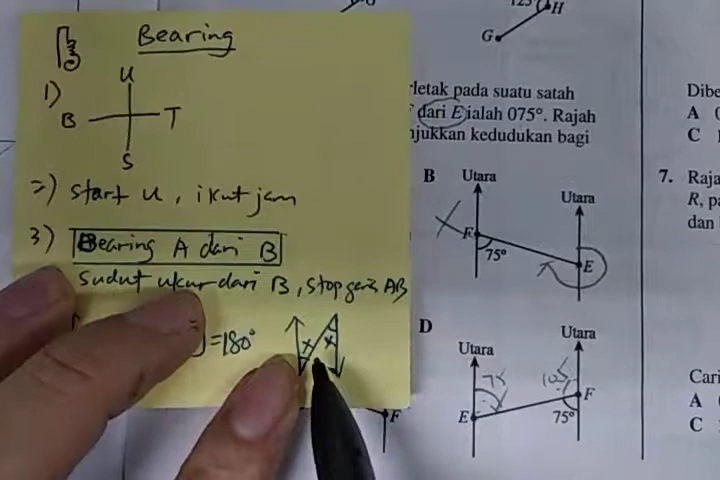 Bearing
1)
U
B
T
S
2) start U, ikut jam
3) Bearing A dari B
Sudut ukur dari B, stop garis AB
=180°
x
x
H
G
rletak pada suatu satah
dari E ialah 075°. Rajah
njukkan kedudukan bagi
B
Utara
Utara
F
75°
E
D
Utara
Utara
75
105
E
F
75°
F
Dibe
A
C
7. Raja
R, pa
dan
Cari
A
C